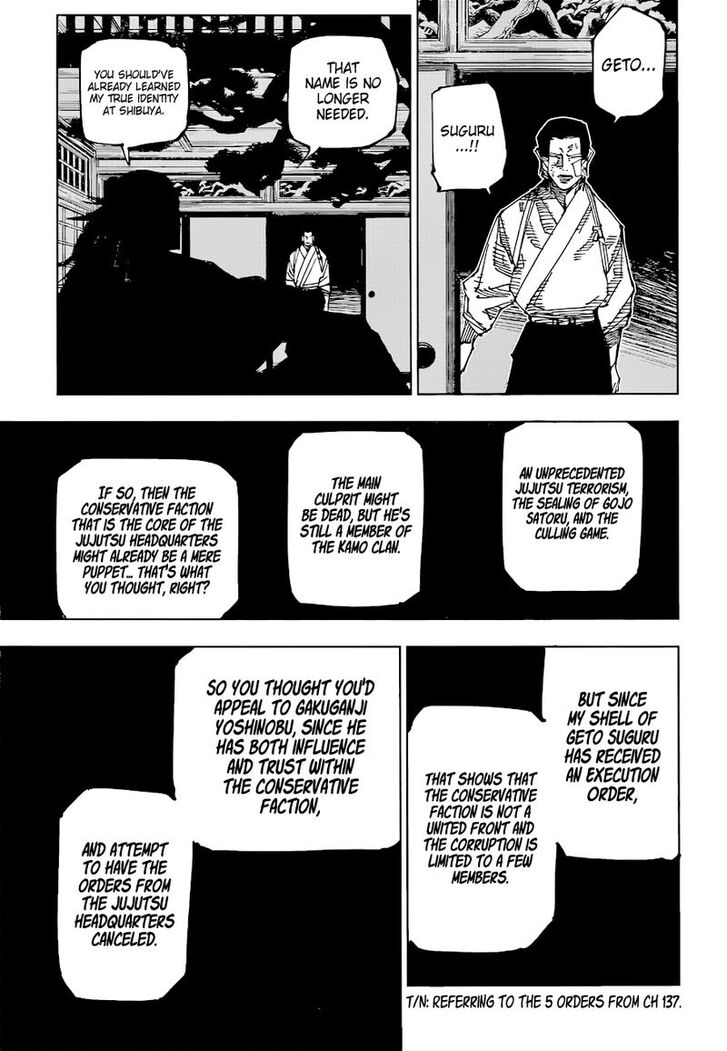 GETO...
SUGURU
...!!
THAT
NAME IS NO
LONGER
NEEDED.
YOU SHOULD'VE
ALREADY LEARNED
MY TRUE IDENTITY
AT SHIBUYA.
AN UNPRECEDENTED
JUJUTSU TERRORISM,
THE SEALING OF GOJO
SATORU, AND THE
CULLING GAME.
THE MAIN
CULPRIT MIGHT
BE DEAD, BUT HE'S
STILL A MEMBER OF
THE KAMO CLAN.
IF SO, THEN THE
CONSERVATIVE FACTION
THAT IS THE CORE OF THE
JUJUTSU HEADQUARTERS
MIGHT ALREADY BE A MERE
PUPPET... THAT'S WHAT
YOU THOUGHT, RIGHT?
BUT SINCE
MY SHELL OF
GETO SUGURU
HAS RECEIVED
AN EXECUTION
ORDER,
THAT SHOWS THAT
THE CONSERVATIVE
FACTION IS NOT A
UNITED FRONT AND
THE CORRUPTION IS
LIMITED TO A FEW
MEMBERS.
SO YOU THOUGHT YOU'D
APPEAL TO GAKUGANJI
YOSHINOBU, SINCE HE
HAS BOTH INFLUENCE
AND TRUST WITHIN
THE CONSERVATIVE
FACTION,
AND ATTEMPT
TO HAVE THE
ORDERS FROM
THE JUJUTSU
HEADQUARTERS
CANCELED.
T/N: REFERRING TO THE 5 ORDERS FROM CH 137.